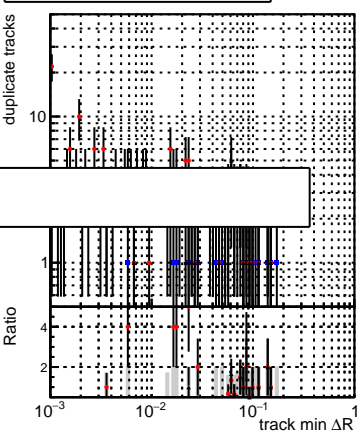 duplicate tracks
10
1
Ratio
4
2
10⁻³ 10⁻² 10⁻¹ 1
track min ΔR